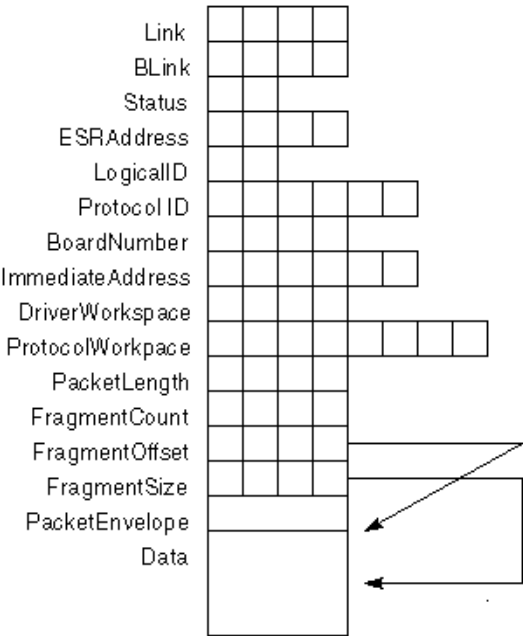 Link
BLink
Status
ESRAddress
LogicalID
Protocol ID
BoardNumber
ImmediateAddress
DriverWorkspace
ProtocolWorkpace
PacketLength
FragmentCount
FragmentOffset
FragmentSize
PacketEnvelope
Data